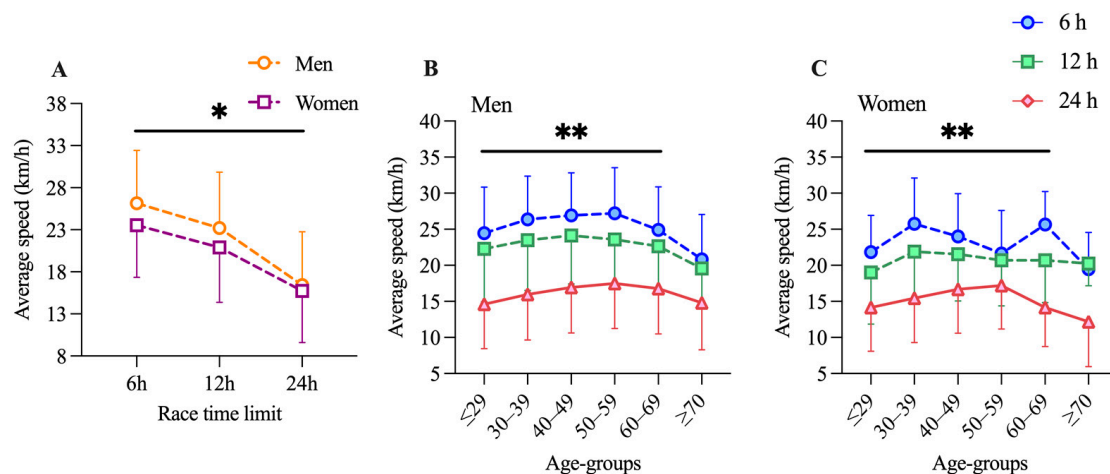 A
Men
Women
*
Average speed (km/h)
38
33
28
23
18
13
8
6h
12h
24h
Race time limit
B
Men
**
Average speed (km/h)
40
35
30
25
20
15
10
5
≤29
30–39
40–49
50–59
60–69
≥70
Age-groups
C
6 h
12 h
24 h
Women
**
Average speed (km/h)
40
35
30
25
20
15
10
5
≤29
30–39
40–49
50–59
60–69
≥70
Age-groups